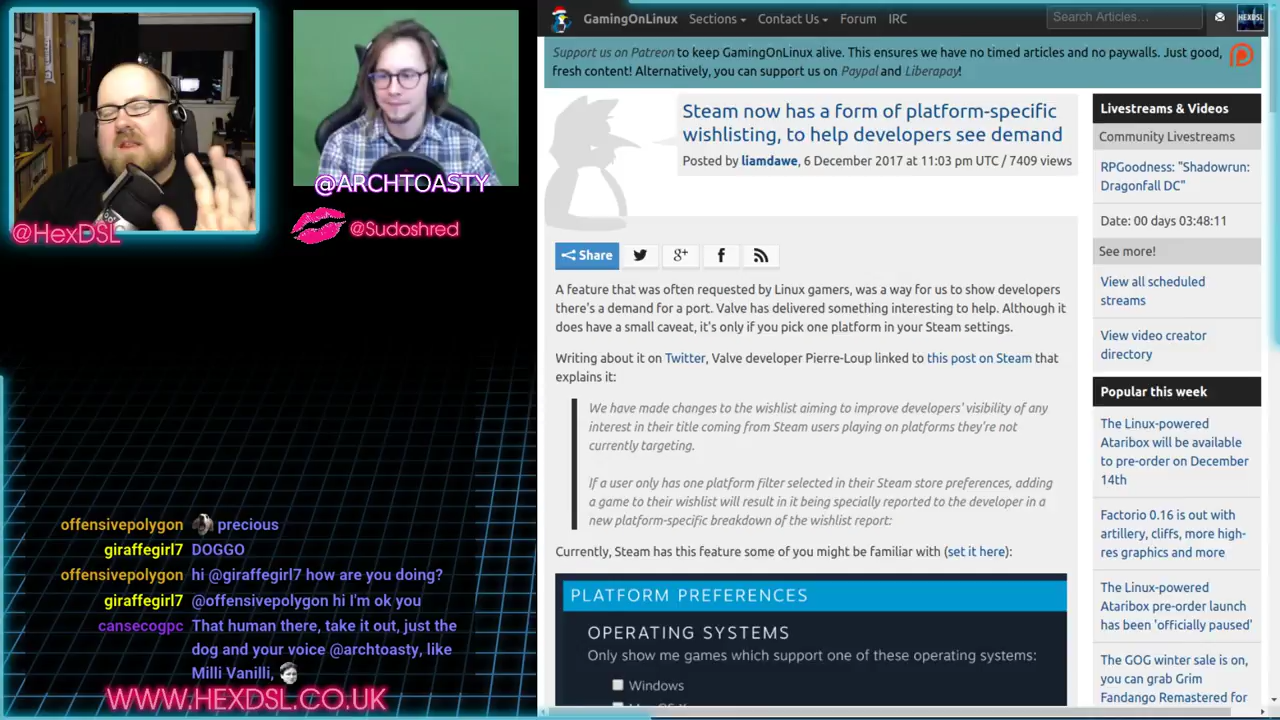 @HexDSL
@ARCHTOASTY
@Sudoshred
offensivepolygon precious
giraffegirl7 DOGGO
offensivepolygon hi @giraffegirl7 how are you doing?
giraffegirl7 @offensivepolygon hi I'm ok you
cansecogpc That human there, take it out, just the
dog and your voice @archtoasty, like
Milli Vanilli,
WWW.HEXDSL.CO.UK
GamingOnLinux Sections Contact Us Forum IRC
Search Articles…
HEXDSL
Support us on Patreon to keep GamingOnLinux alive. This ensures we have no timed articles and no paywalls. Just good,
fresh content! Alternatively, you can support us on Paypal and Liberapay!
Steam now has a form of platform-specific
wishlisting, to help developers see demand
Posted by liamdawe, 6 December 2017 at 11:03 pm UTC / 7409 views
Share g+ f
A feature that was often requested by Linux gamers, was a way for us to show developers
there's a demand for a port. Valve has delivered something interesting to help. Although it
does have a small caveat, it's only if you pick one platform in your Steam settings.
Writing about it on Twitter, Valve developer Pierre-Loup linked to this post on Steam that
explains it:
We have made changes to the wishlist aiming to improve developers' visibility of any
interest in their title coming from Steam users playing on platforms they're not
currently targeting.
If a user only has one platform filter selected in their Steam store preferences, adding
a game to their wishlist will result in it being specially reported to the developer in a
new platform-specific breakdown of the wishlist report:
Currently, Steam has this feature some of you might be familiar with (set it here):
PLATFORM PREFERENCES
OPERATING SYSTEMS
Only show me games which support one of these operating systems:
Windows
Livestreams & Videos
Community Livestreams
RPGoodness: "Shadowrun:
Dragonfall DC"
Date: 00 days 03:48:11
See more!
View all scheduled
streams
View video creator
directory
Popular this week
The Linux-powered
Ataribox will be available
to pre-order on December
14th
Factorio 0.16 is out with
artillery, cliffs, more high-
res graphics and more
The Linux-powered
Ataribox pre-order launch
has been 'officially paused'
The GOG winter sale is on,
you can grab Grim
Fandango Remastered for